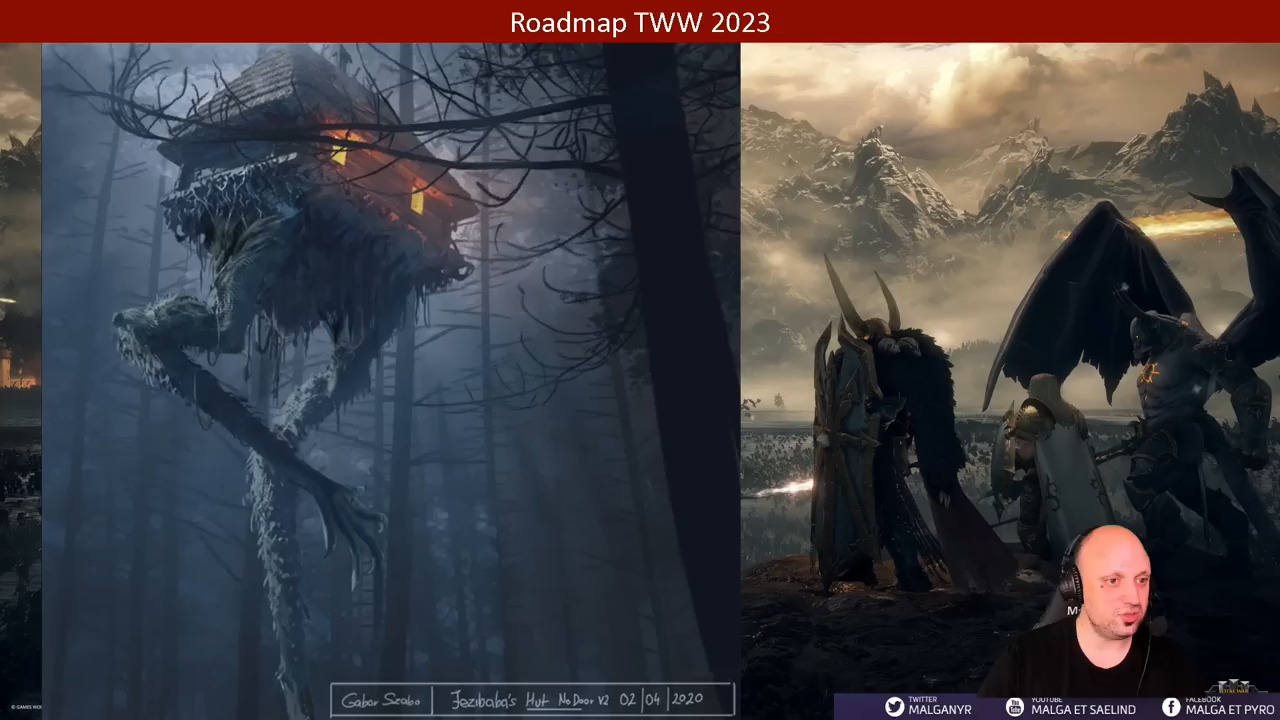 Roadmap TWW 2023
Gabor Szabo Jezibaba's Hut NoDoor V2 02/04/2020
TWITTER
MALGANYR
YOUTUBE
MALGA ET SAELIND
FACEBOOK
MALGA ET PYRO